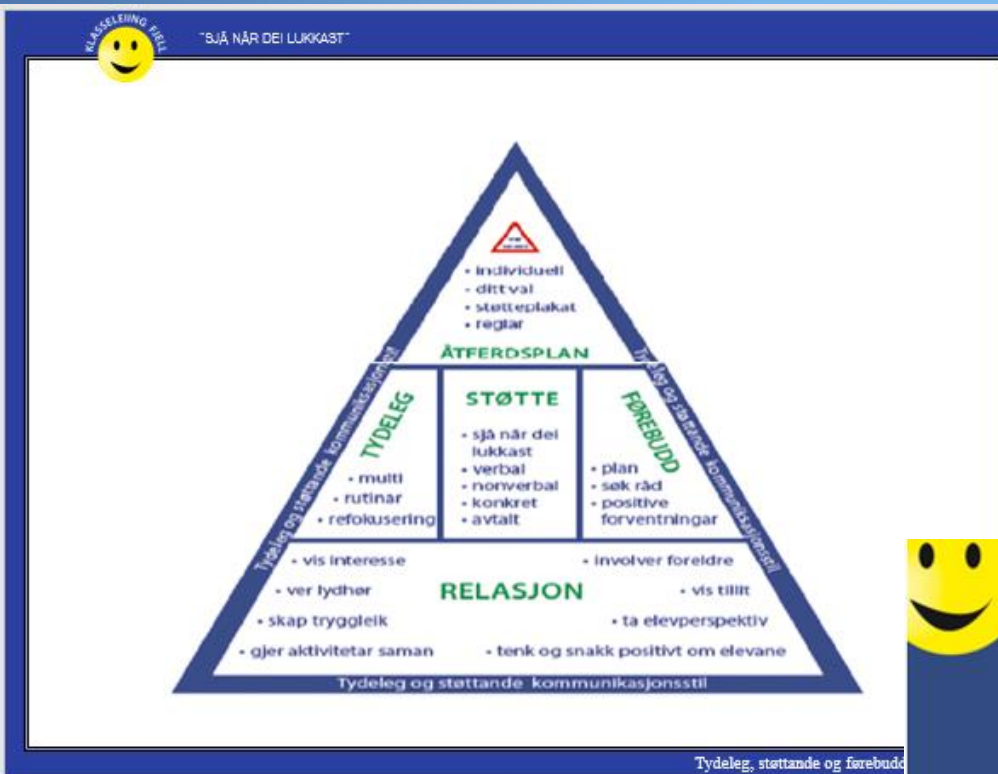 KLASSELEIING FJELL
"SJÅ NÅR DEI LUKKAST"
• individuell
- ditt val
• støtteplakat
• reglar
ÅTFERDSPLAN
Tydeleg og støttande kommuniksasjonsstil
Tydeleg og støttande kommunikkasjonsstil
TYDELEG
• multi
• rutinar
• refokusering
STØTTE
• sjå når dei
lukkast
• verbal
• nonverbal
• konkret
• avtalt
FØREBUDD
• plan
• søk råd
• positive
forventningar
RELASJON
• vis interesse
• ver lydhør
• skap tryggleik
• gjer aktivitetar saman
• involver foreldre
• vis tillit
• ta elevperspektiv
• tenk og snakk positivt om elevane
Tydeleg og støttande kommunikasjonsstil
Tydeleg, støttande og førebudd